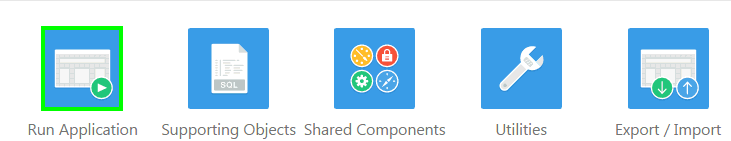 SQL
Run Application Supporting Objects Shared Components Utilities Export / Import